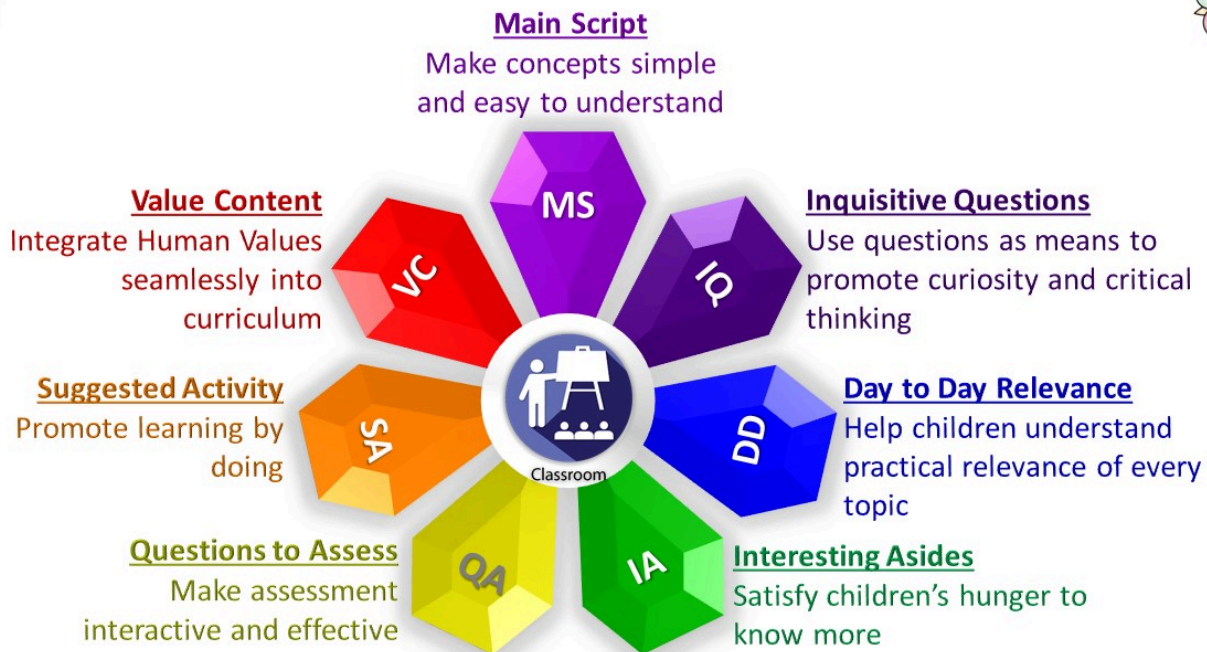 Main Script
Make concepts simple
and easy to understand
MS
Inquisitive Questions
Use questions as means to
promote curiosity and critical
thinking
IQ
Day to Day Relevance
Help children understand
practical relevance of every
topic
DD
Interesting Asides
Satisfy children’s hunger to
know more
IA
Questions to Assess
Make assessment
interactive and effective
QA
Suggested Activity
Promote learning by
doing
SA
Value Content
Integrate Human Values
seamlessly into
curriculum
VC
Classroom